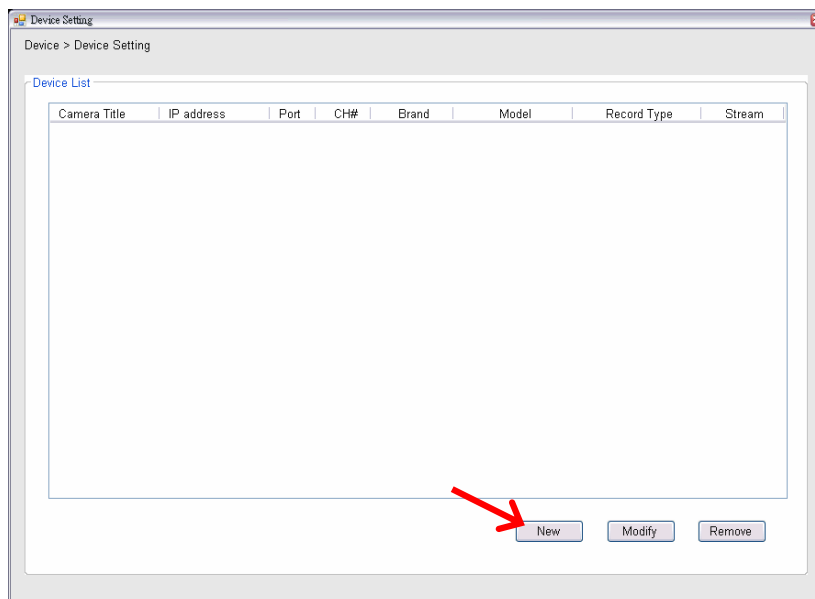 Device Setting
Device > Device Setting
Device List
Camera Title IP address Port CH# Brand Model Record Type Stream
New Modify Remove